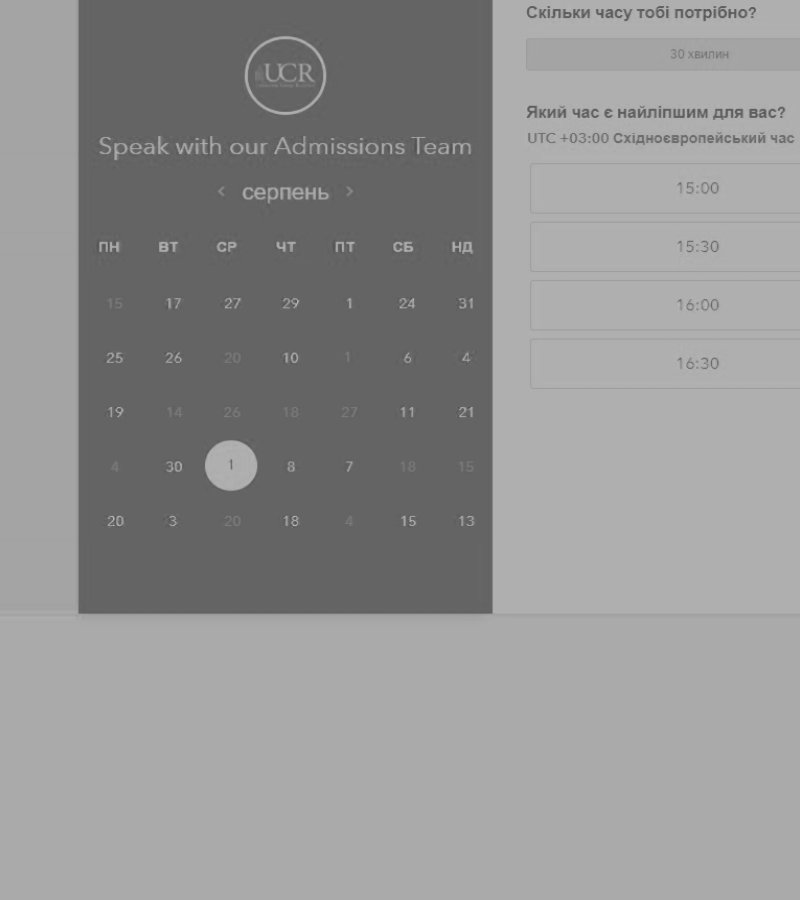 UCR
Speak with our Admissions Team
< серпень >
ПН ВТ СР ЧТ ПТ СБ НД
15 17 27 29 1 24 31
25 26 20 10 1 6 4
19 14 26 18 27 11 21
4 30 1 8 7 18 15
20 3 20 18 4 15 13
Скільки часу тобі потрібно?
30 хвилин
Який час є найліпшим для вас?
UTC +03:00 Східноєвропейський час
15:00
15:30
16:00
16:30